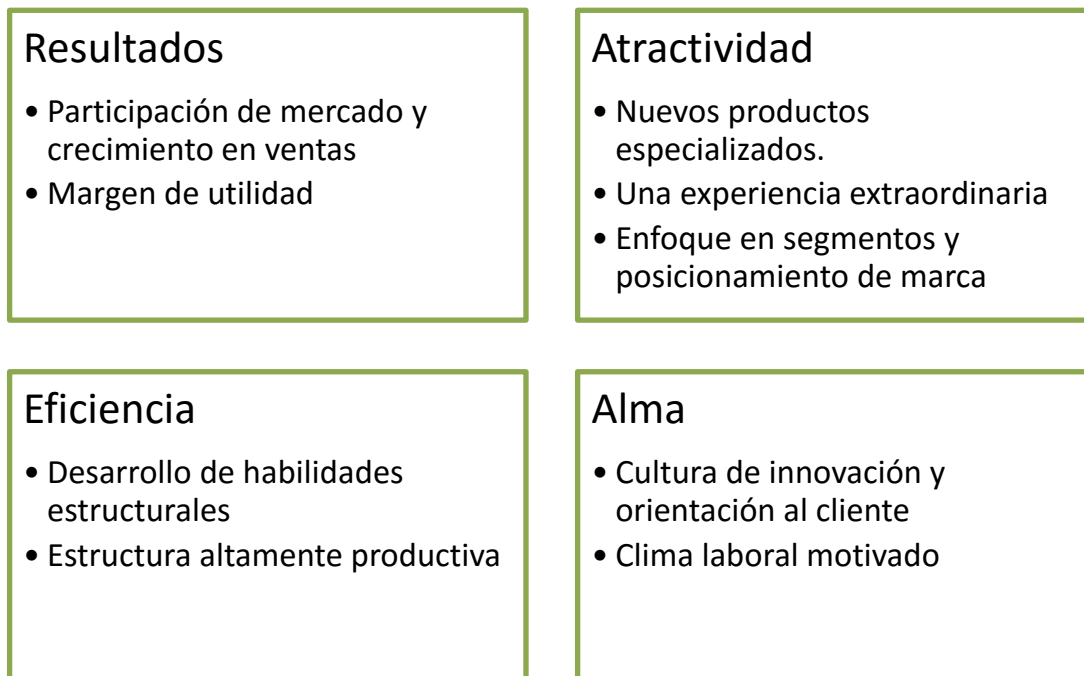 Resultados
• Participación de mercado y
crecimiento en ventas
• Margen de utilidad
Atractividad
• Nuevos productos
especializados.
• Una experiencia extraordinaria
• Enfoque en segmentos y
posicionamiento de marca
Eficiencia
• Desarrollo de habilidades
estructurales
• Estructura altamente productiva
Alma
• Cultura de innovación y
orientación al cliente
• Clima laboral motivado